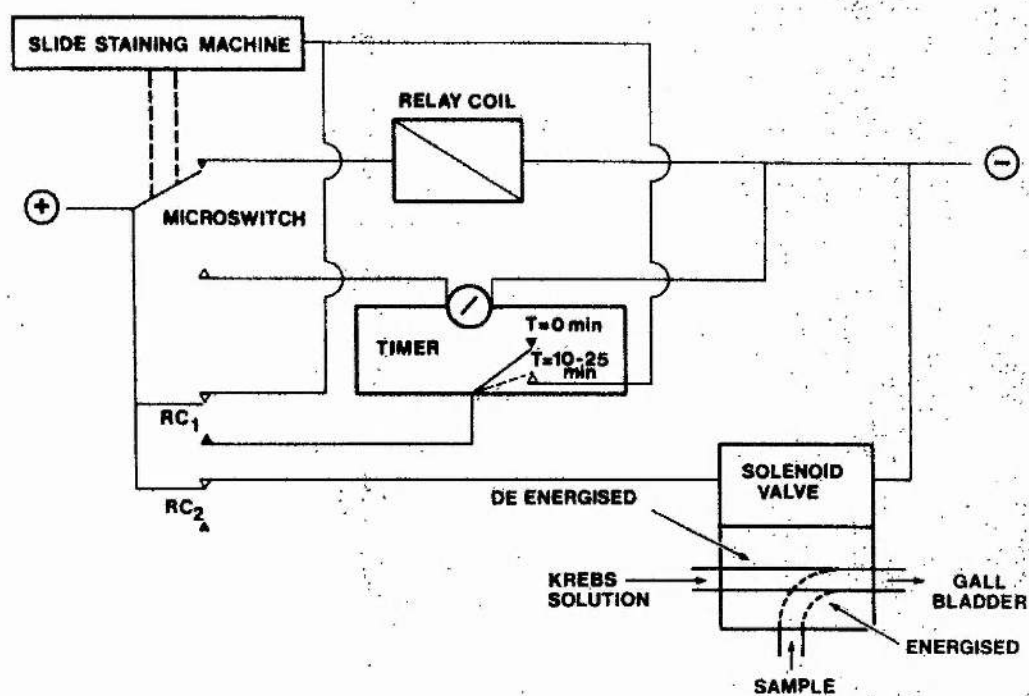 SLIDE STAINING MACHINE
RELAY COIL
+
−
MICROSWITCH
T=0 min
TIMER
T=10-25
min
RC1
RC2
SOLENOID
VALVE
DE ENERGISED
KREBS
SOLUTION
GALL
BLADDER
ENERGISED
SAMPLE